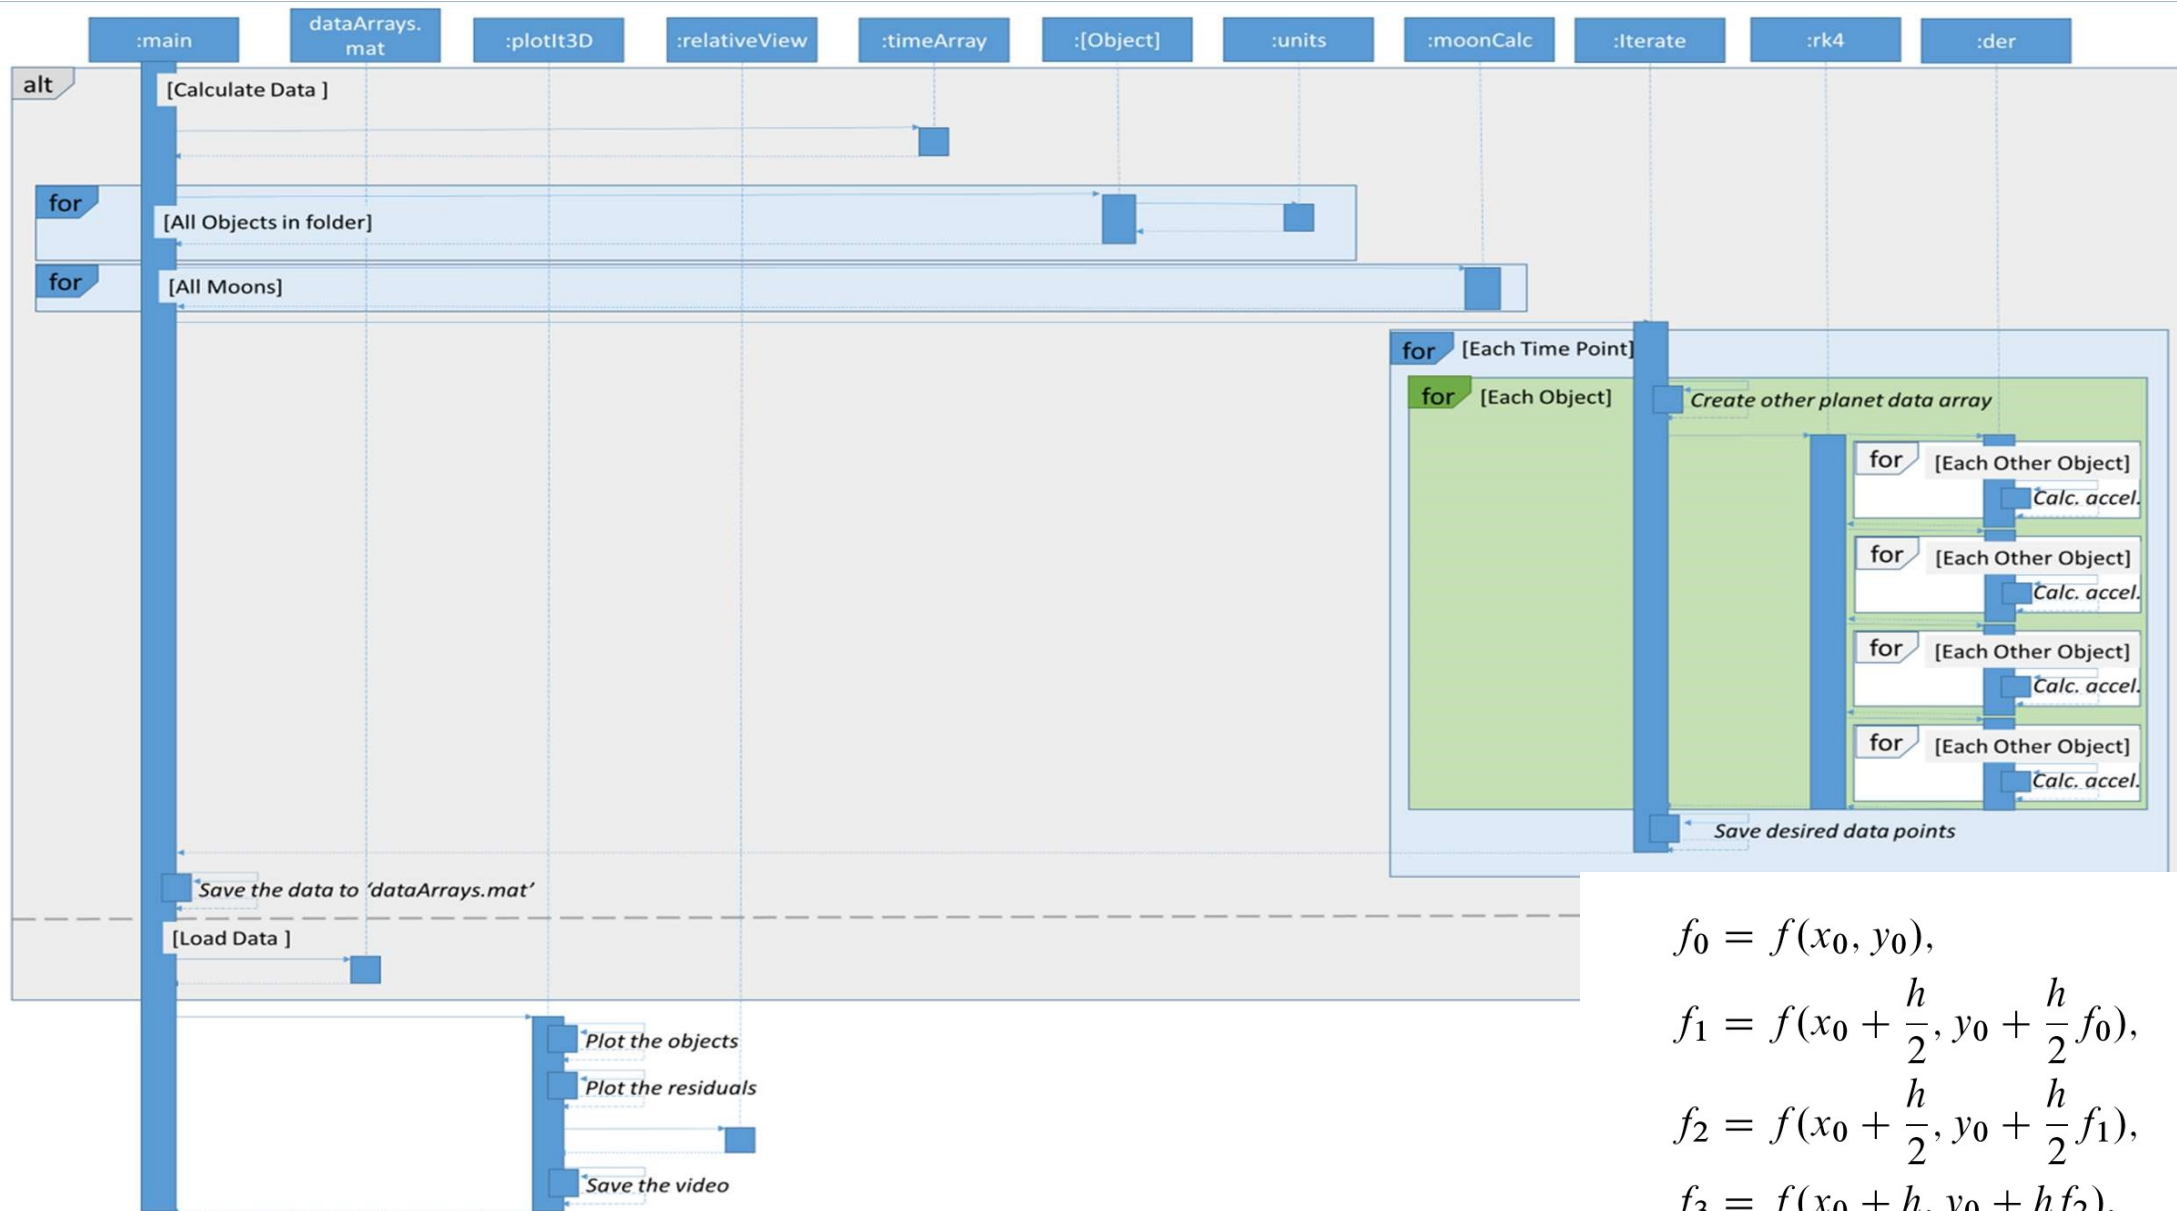 :main
dataArrays.
mat
:plotIt3D
:relativeView
:timeArray
:[Object]
:units
:moonCalc
:Iterate
:rk4
:der
alt
[Calculate Data ]
for
[All Objects in folder]
for
[All Moons]
for
[Each Time Point]
for
[Each Object]
Create other planet data array
for
[Each Other Object]
Calc. accel.
for
[Each Other Object]
Calc. accel.
for
[Each Other Object]
Calc. accel.
for
[Each Other Object]
Calc. accel.
Save desired data points
Save the data to ‘dataArrays.mat’
[Load Data ]
Plot the objects
Plot the residuals
Save the video
f₀ = f(x₀, y₀),
f₁ = f(x₀ + h/2, y₀ + h/2 f₀),
f₂ = f(x₀ + h/2, y₀ + h/2 f₁),
f₃ = f(x₀ + h, y₀ + hf₂),